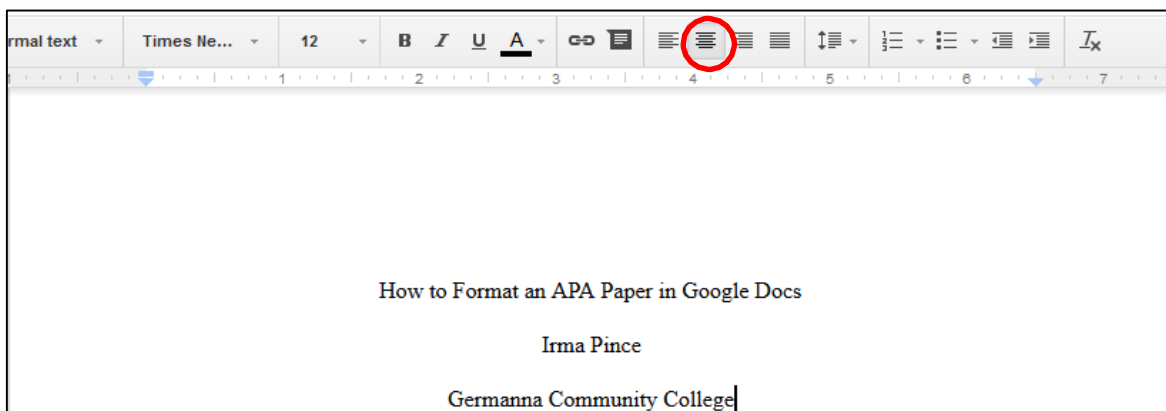 rmal text Times Ne... 12 B I U A
1 2 3 4 5 6 7
How to Format an APA Paper in Google Docs
Irma Pince
Germanna Community College